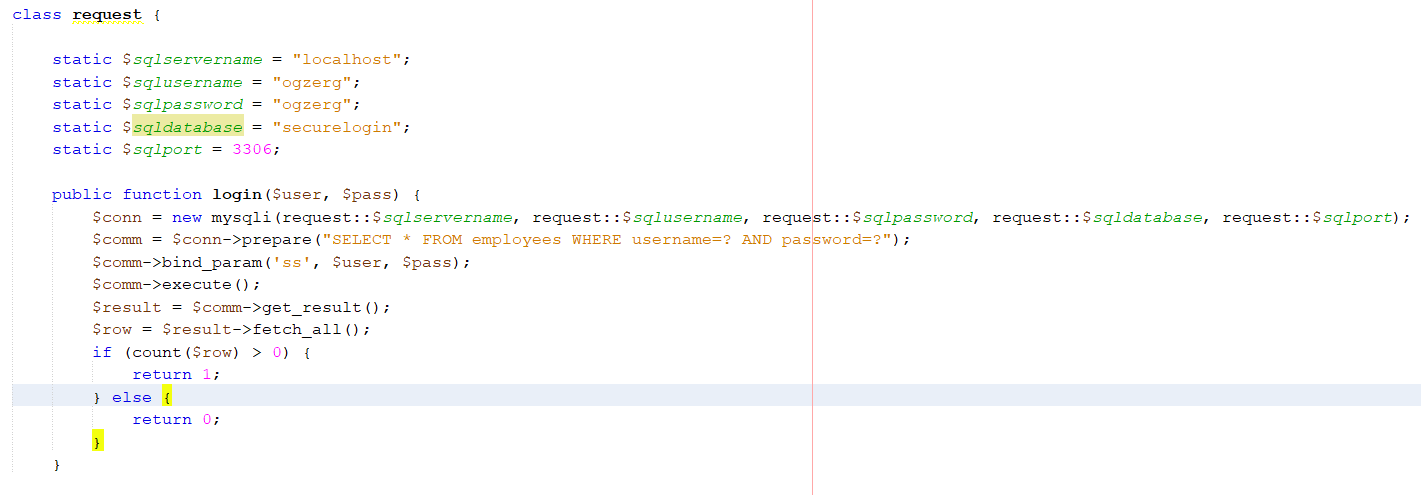 class request {
static $sqlservername = "localhost";
static $sqlusername = "ogzerg";
static $sqlpassword = "ogzerg";
static $sqldatabase = "securelogin";
static $sqlport = 3306;
public function login($user, $pass) {
$conn = new mysqli(request::$sqlservername, request::$sqlusername, request::$sqlpassword, request::$sqldatabase, request::$sqlport);
$comm = $conn->prepare("SELECT * FROM employees WHERE username=? AND password=?");
$comm->bind_param('ss', $user, $pass);
$comm->execute();
$result = $comm->get_result();
$row = $result->fetch_all();
if (count($row) > 0) {
return 1;
} else {
return 0;
}
}